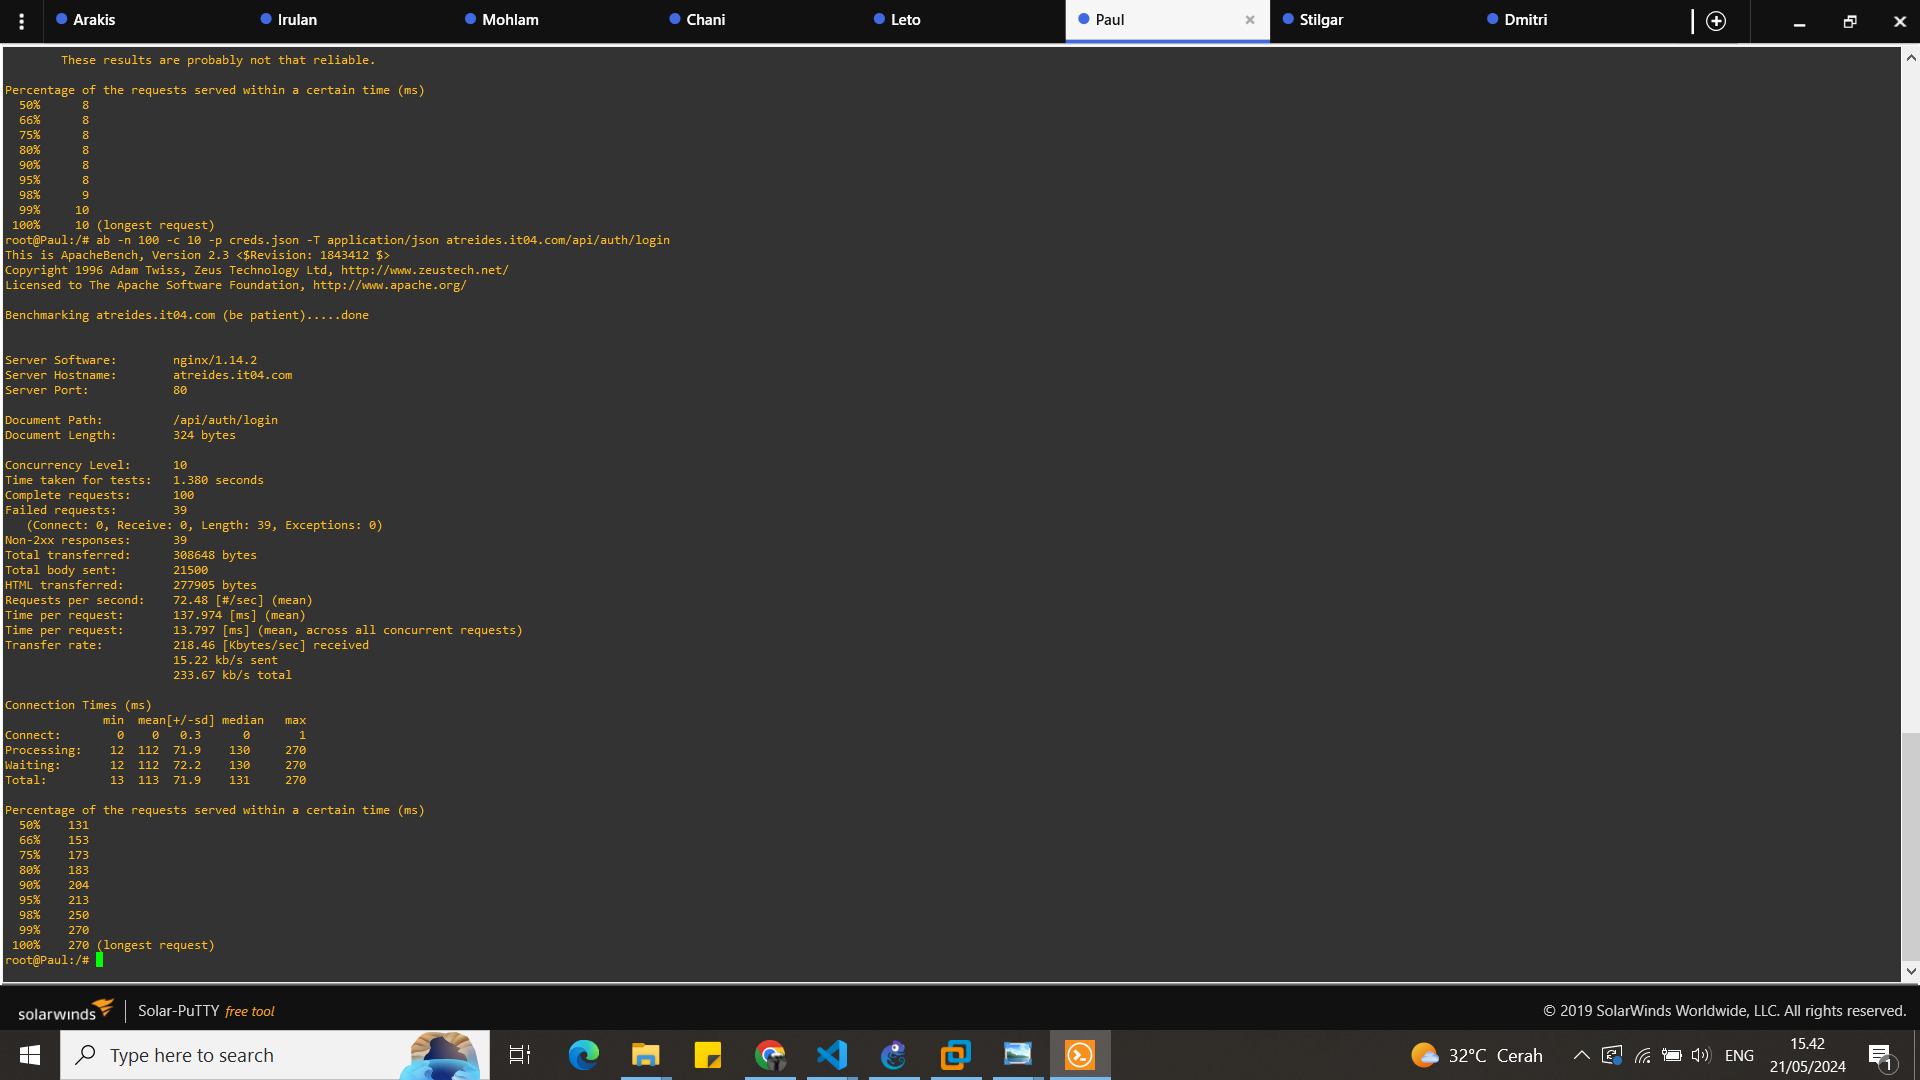 Arakis
Irulan
Mohlam
Chani
Leto
Paul
Stilgar
Dmitri
These results are probably not that reliable.
Percentage of the requests served within a certain time (ms)
50% 8
66% 8
75% 8
80% 8
90% 8
95% 8
98% 9
99% 10
100% 10 (longest request)
root@Paul:/# ab -n 100 -c 10 -p creds.json -T application/json atreides.it04.com/api/auth/login
This is ApacheBench, Version 2.3 <$Revision: 1843412 $>
Copyright 1996 Adam Twiss, Zeus Technology Ltd, http://www.zeustech.net/
Licensed to The Apache Software Foundation, http://www.apache.org/
Benchmarking atreides.it04.com (be patient).....done
Server Software: nginx/1.14.2
Server Hostname: atreides.it04.com
Server Port: 80
Document Path: /api/auth/login
Document Length: 324 bytes
Concurrency Level: 10
Time taken for tests: 1.380 seconds
Complete requests: 100
Failed requests: 39
(Connect: 0, Receive: 0, Length: 39, Exceptions: 0)
Non-2xx responses: 39
Total transferred: 308648 bytes
Total body sent: 21500
HTML transferred: 277905 bytes
Requests per second: 72.48 [#/sec] (mean)
Time per request: 137.974 [ms] (mean)
Time per request: 13.797 [ms] (mean, across all concurrent requests)
Transfer rate: 218.46 [Kbytes/sec] received
15.22 kb/s sent
233.67 kb/s total
Connection Times (ms)
min mean[+/-sd] median max
Connect: 0 0 0.3 0 1
Processing: 12 112 71.9 130 270
Waiting: 12 112 72.2 130 270
Total: 13 113 71.9 131 270
Percentage of the requests served within a certain time (ms)
50% 131
66% 153
75% 173
80% 183
90% 204
95% 213
98% 250
99% 270
100% 270 (longest request)
root@Paul:/#
solarwinds
Solar-PuTTY free tool
© 2019 SolarWinds Worldwide, LLC. All rights reserved.
Type here to search
32°C Cerah
ENG
15.42
21/05/2024
1